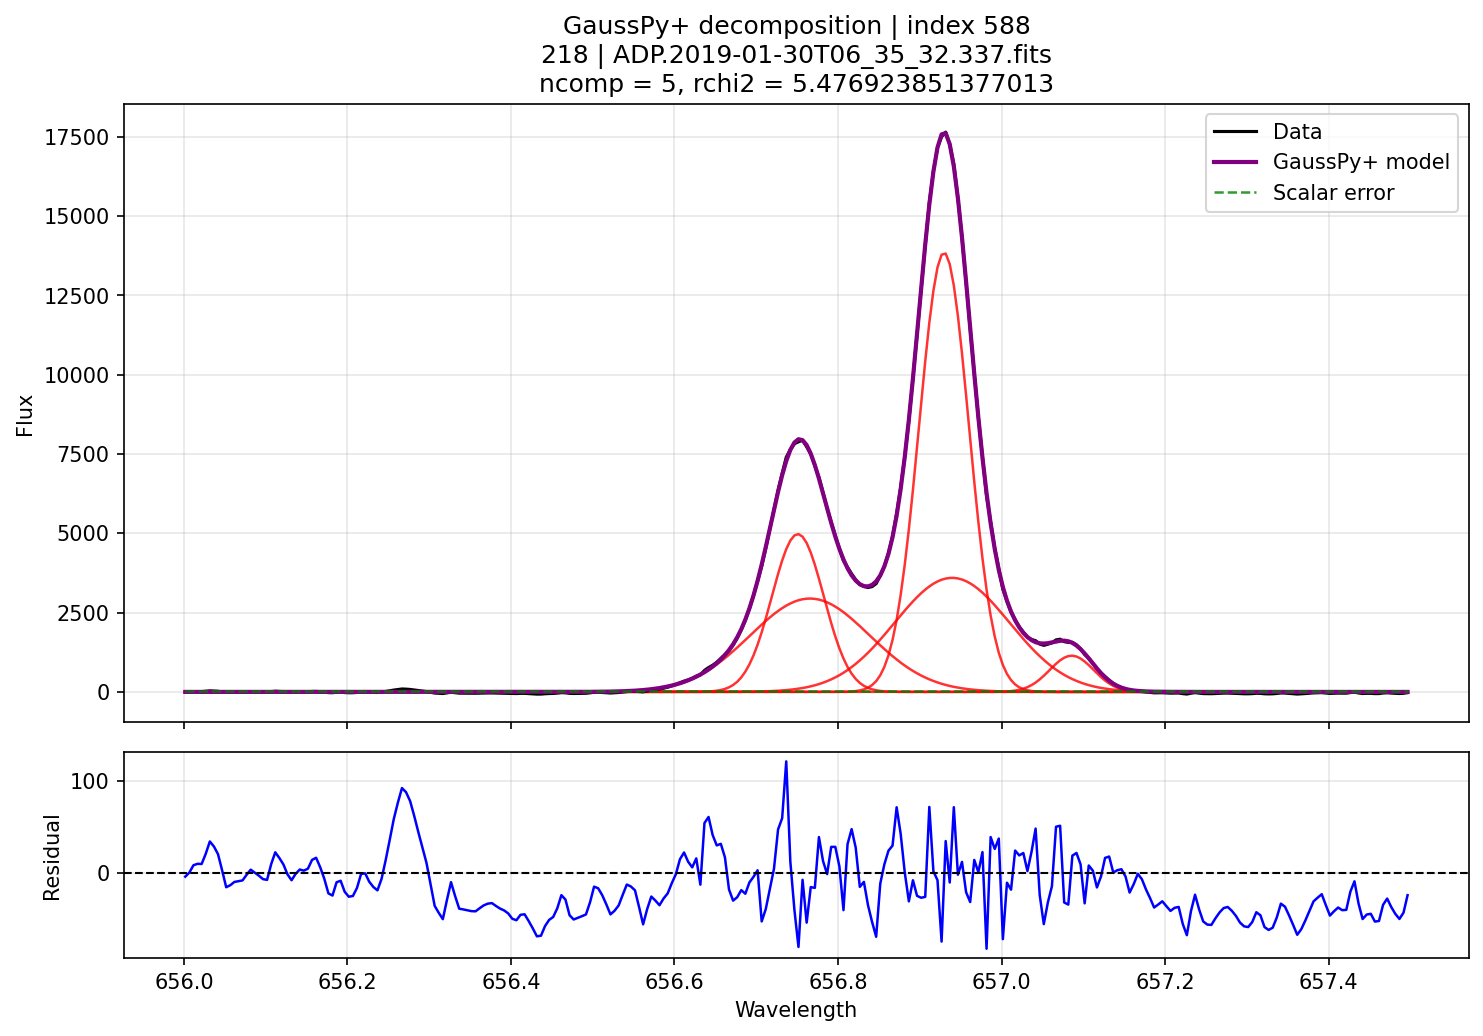 GaussPy+ decomposition | index 588
218 | ADP.2019-01-30T06_35_32.337.fits
ncomp = 5, rchi2 = 5.476923851377013
Data
GaussPy+ model
Scalar error
17500
15000
12500
10000
7500
5000
2500
0
Flux
100
0
Residual
656.0 656.2 656.4 656.6 656.8 657.0 657.2 657.4
Wavelength